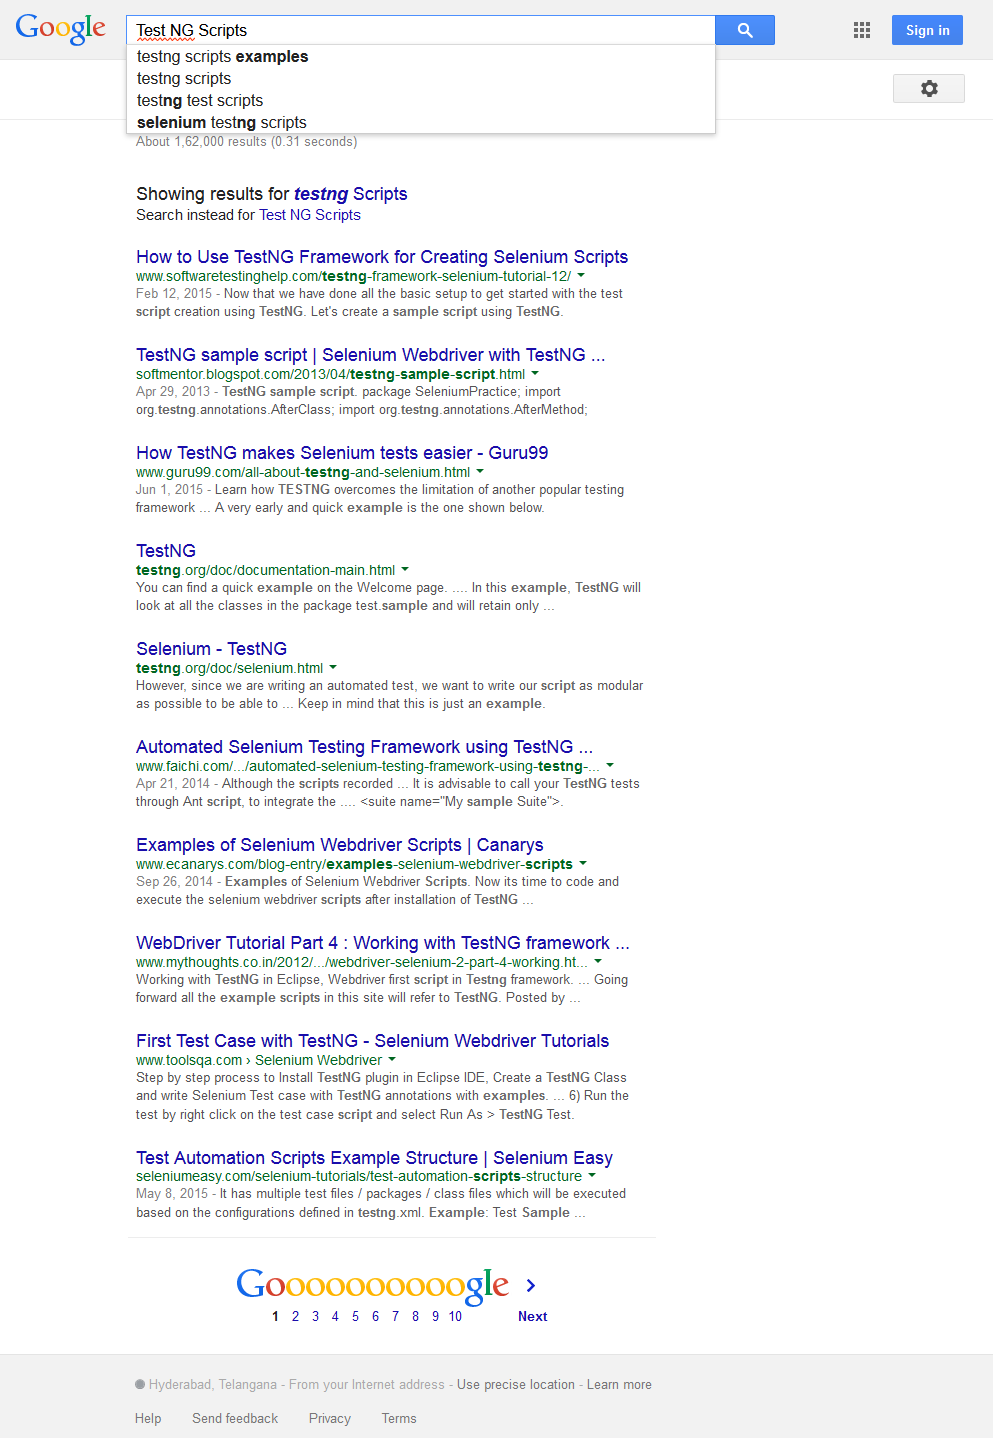 Google
Test NG Scripts
Sign in
testng scripts examples
testng scripts
testng test scripts
selenium testng scripts
About 1,62,000 results (0.31 seconds)
Showing results for testng Scripts
Search instead for Test NG Scripts
How to Use TestNG Framework for Creating Selenium Scripts
www.softwaretestinghelp.com/testng-framework-selenium-tutorial-12/
Feb 12, 2015 - Now that we have done all the basic setup to get started with the test
script creation using TestNG. Let's create a sample script using TestNG.
TestNG sample script | Selenium Webdriver with TestNG ...
softmentor.blogspot.com/2013/04/testng-sample-script.html
Apr 29, 2013 - TestNG sample script. package SeleniumPractice; import
org.testng.annotations.AfterClass; import org.testng.annotations.AfterMethod;
How TestNG makes Selenium tests easier - Guru99
www.guru99.com/all-about-testng-and-selenium.html
Jun 1, 2015 - Learn how TESTNG overcomes the limitation of another popular testing
framework ... A very early and quick example is the one shown below.
TestNG
testng.org/doc/documentation-main.html
You can find a quick example on the Welcome page. .... In this example, TestNG will
look at all the classes in the package test.sample and will retain only ...
Selenium - TestNG
testng.org/doc/selenium.html
However, since we are writing an automated test, we want to write our script as modular
as possible to be able to ... Keep in mind that this is just an example.
Automated Selenium Testing Framework using TestNG ...
www.faichi.com/.../automated-selenium-testing-framework-using-testng-...
Apr 21, 2014 - Although the scripts recorded ... It is advisable to call your TestNG tests
through Ant script, to integrate the .... <suite name="My sample Suite">.
Examples of Selenium Webdriver Scripts | Canarys
www.ecanarys.com/blog-entry/examples-selenium-webdriver-scripts
Sep 26, 2014 - Examples of Selenium Webdriver Scripts. Now its time to code and
execute the selenium webdriver scripts after installation of TestNG ...
WebDriver Tutorial Part 4 : Working with TestNG framework ...
www.mythoughts.co.in/2012/.../webdriver-selenium-2-part-4-working.ht...
Working with TestNG in Eclipse, Webdriver first script in Testng framework. ... Going
forward all the example scripts in this site will refer to TestNG. Posted by ...
First Test Case with TestNG - Selenium Webdriver Tutorials
www.toolsqa.com › Selenium Webdriver
Step by step process to Install TestNG plugin in Eclipse IDE, Create a TestNG Class
and write Selenium Test case with TestNG annotations with examples. ... 6) Run the
test by right click on the test case script and select Run As > TestNG Test.
Test Automation Scripts Example Structure | Selenium Easy
seleniumeasy.com/selenium-tutorials/test-automation-scripts-structure
May 8, 2015 - It has multiple test files / packages / class files which will be executed
based on the configurations defined in testng.xml. Example: Test Sample ...
Goooooooooogle
1 2 3 4 5 6 7 8 9 10 Next
Hyderabad, Telangana - From your Internet address - Use precise location - Learn more
Help Send feedback Privacy Terms